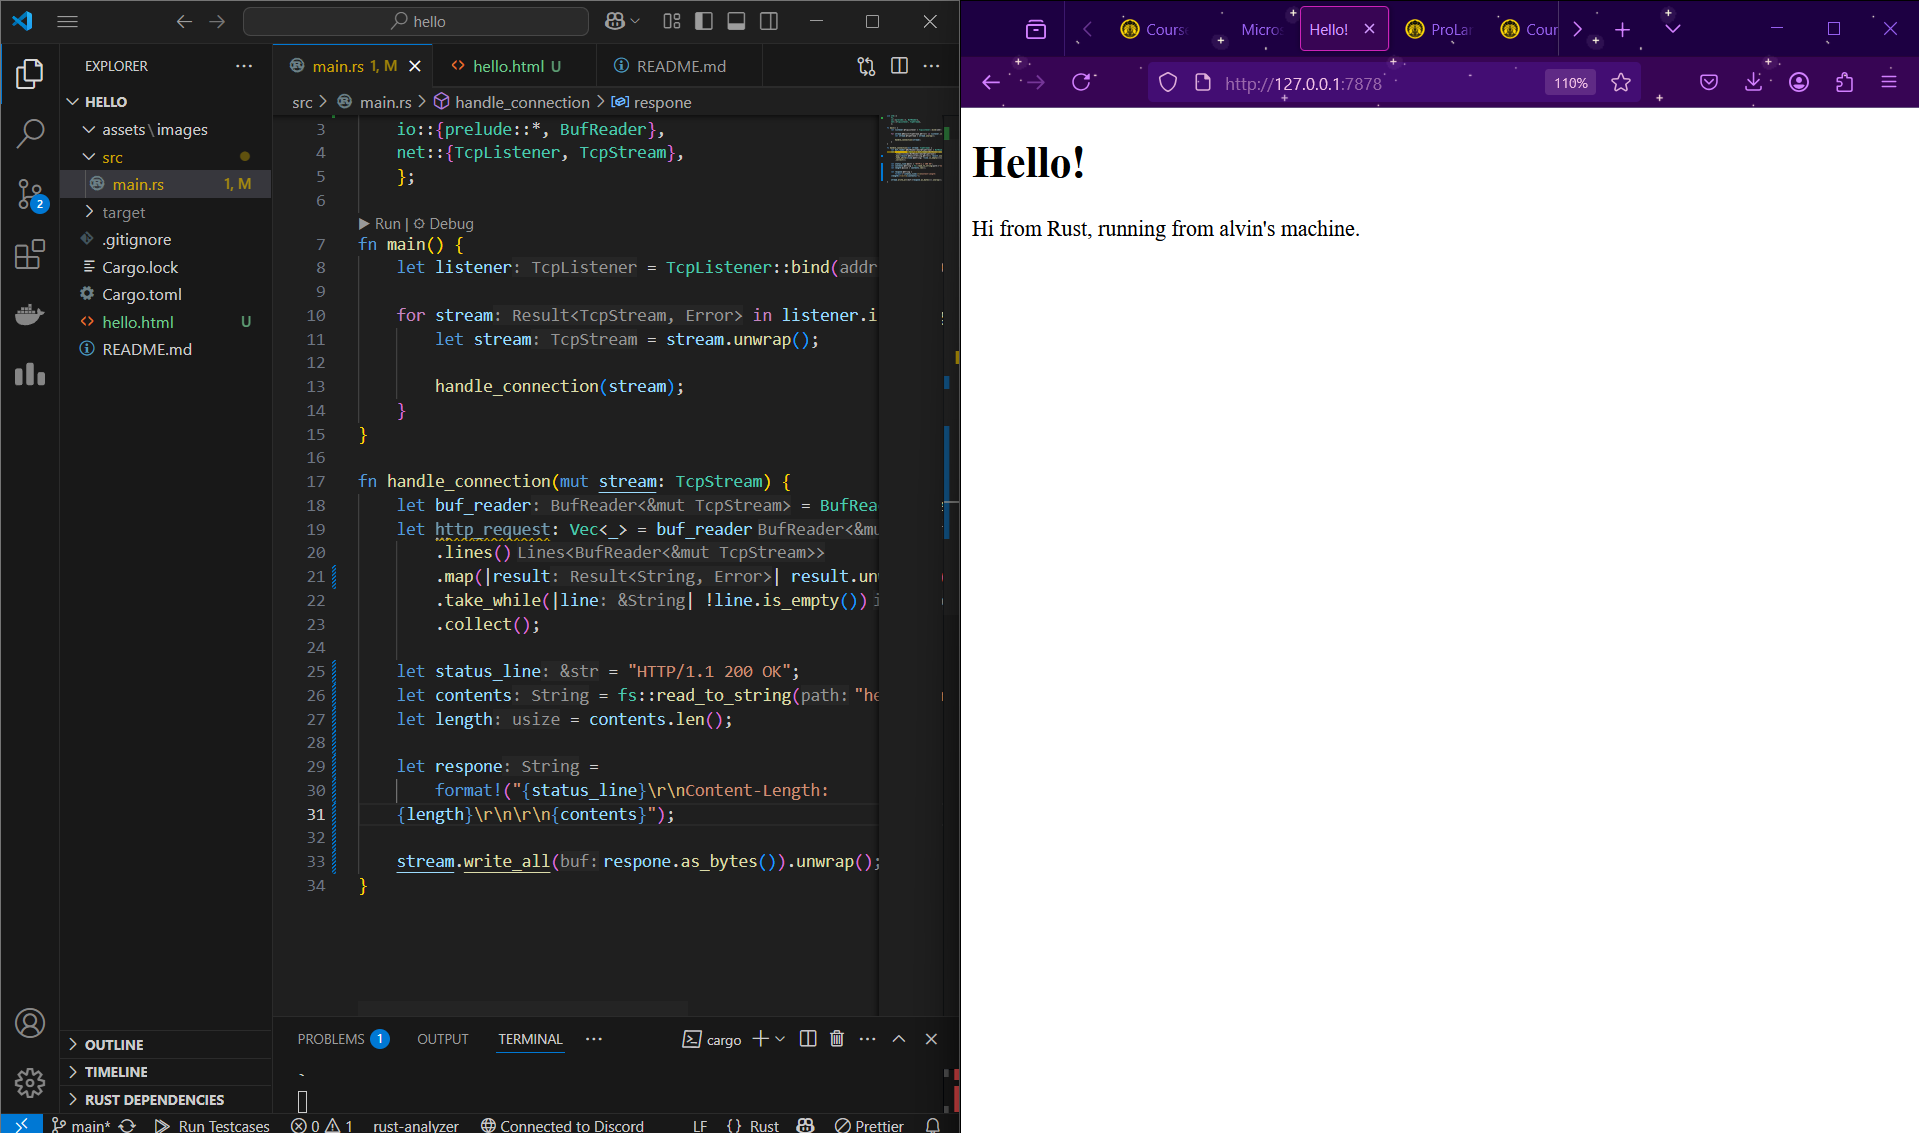 hello
EXPLORER
HELLO
assets\images
src
main.rs 1, M
target
.gitignore
Cargo.lock
Cargo.toml
hello.html U
README.md
2
OUTLINE
TIMELINE
RUST DEPENDENCIES
main.rs 1, M
hello.html U
README.md
src > main.rs > handle_connection > respone
3 io::{prelude::*, BufReader},
4 net::{TcpListener, TcpStream},
5 };
6
Run | Debug
7 fn main() {
8 let listener: TcpListener = TcpListener::bind(addr
9
10 for stream: Result<TcpStream, Error> in listener.i
11 let stream: TcpStream = stream.unwrap();
12
13 handle_connection(stream);
14 }
15 }
16
17 fn handle_connection(mut stream: TcpStream) {
18 let buf_reader: BufReader<&mut TcpStream> = BufRea
19 let http_request: Vec<_> = buf_reader BufReader<&mu
20 .lines() Lines<BufReader<&mut TcpStream>>
21 .map(|result: Result<String, Error>| result.unw
22 .take_while(|line: &String| !line.is_empty()) i
23 .collect();
24
25 let status_line: &str = "HTTP/1.1 200 OK";
26 let contents: String = fs::read_to_string(path: "he
27 let length: usize = contents.len();
28
29 let respone: String =
30 format!("{status_line}\r\nContent-Length:
31 {length}\r\n\r\n{contents}");
32
33 stream.write_all(buf: respone.as_bytes()).unwrap();
34 }
PROBLEMS 1 OUTPUT TERMINAL
cargo
main* Run Testcases 0 1 rust-analyzer Connected to Discord LF {} Rust Prettier
Cours Micros Hello! ProLa Cour
http://127.0.0.1:7878 110%
Hello!
Hi from Rust, running from alvin's machine.